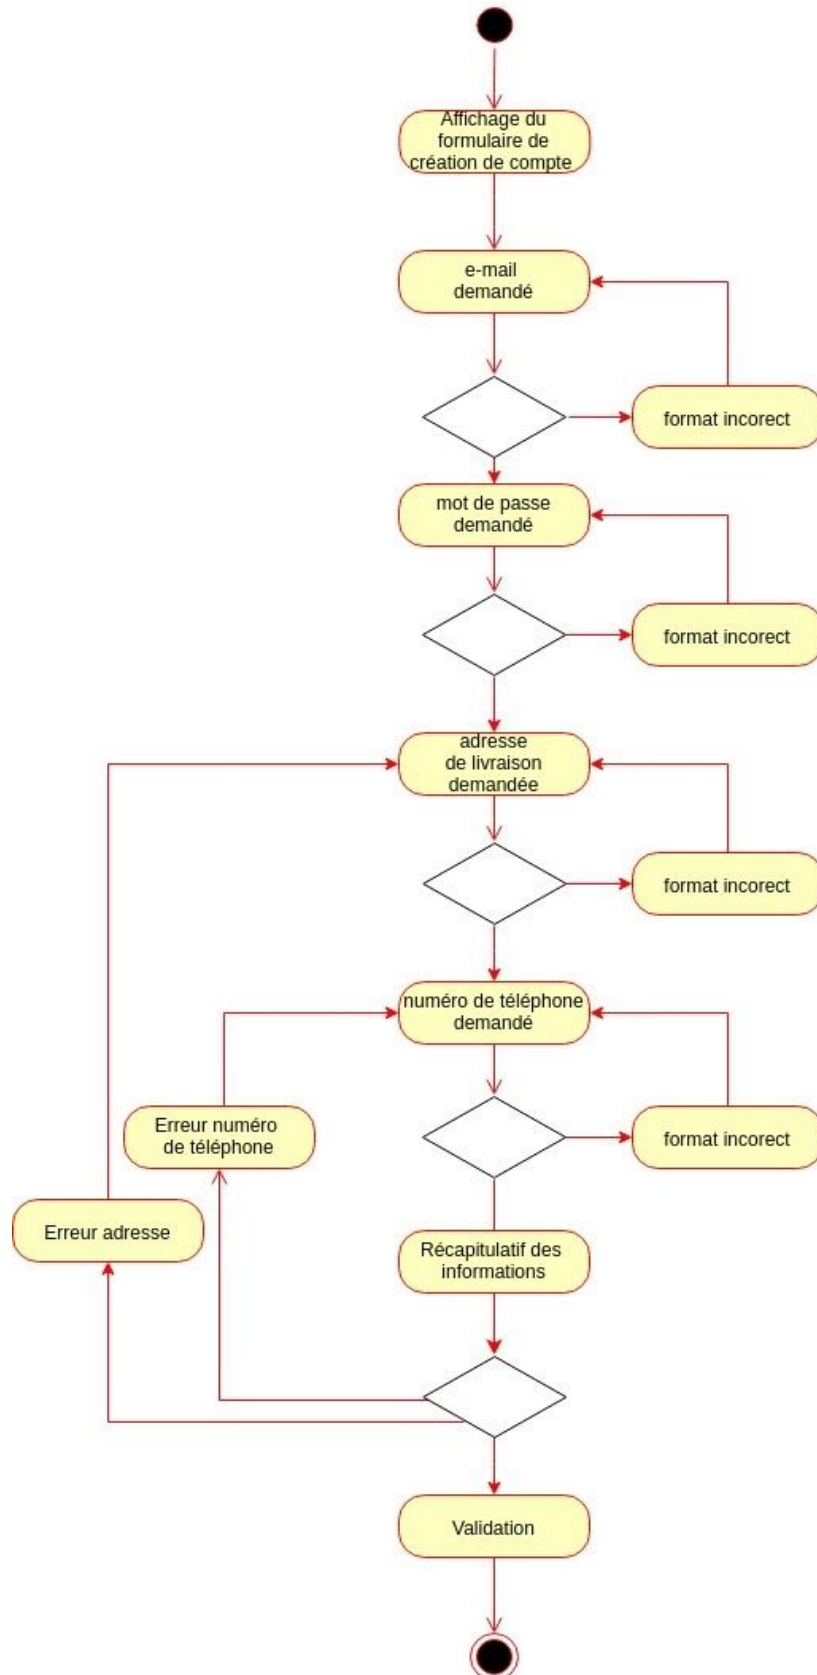 Affichage du
formulaire de
création de compte
e-mail
demandé
format incorect
mot de passe
demandé
format incorect
adresse
de livraison
demandée
format incorect
numéro de téléphone
demandé
Erreur numéro
de téléphone
format incorect
Erreur adresse
Récapitulatif des
informations
Validation